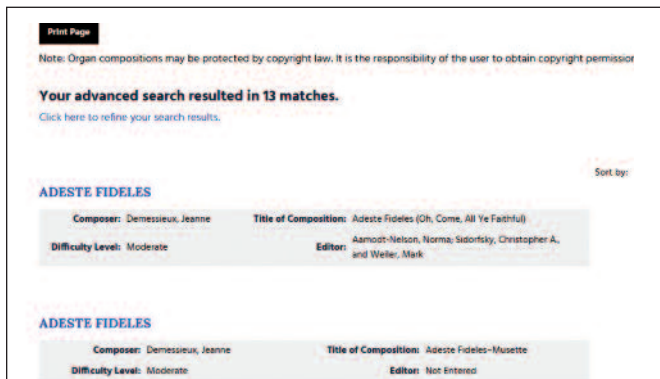 Print Page
Note: Organ compositions may be protected by copyright law. It is the responsibility of the user to obtain copyright permission
Your advanced search resulted in 13 matches.
Click here to refine your search results.
Sort by:
ADESTE FIDELES
Composer: Demessieux, Jeanne Title of Composition: Adeste Fideles (Oh, Come, All Ye Faithful)
Difficulty Level: Moderate Editor: Aamodt-Nelson, Norma; Sidorfsky, Christopher A.
and Weiler, Mark
ADESTE FIDELES
Composer: Demessieux, Jeanne Title of Composition: Adeste Fideles–Musette
Difficulty Level: Moderate Editor: Not Entered